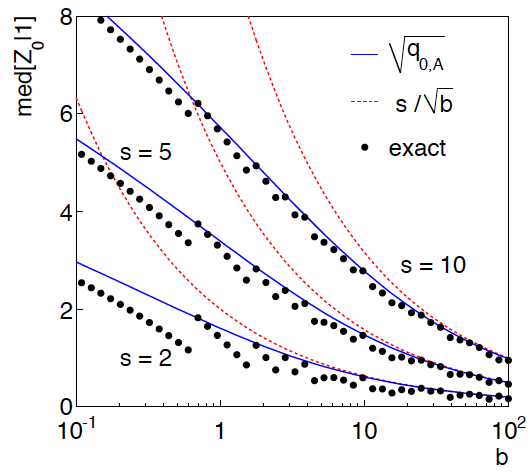 med[Z₀|1]
8
6
4
2
0
√q₀,A
s /√b
exact
s = 5
s = 10
s = 2
10⁻¹
1
10
10²
b